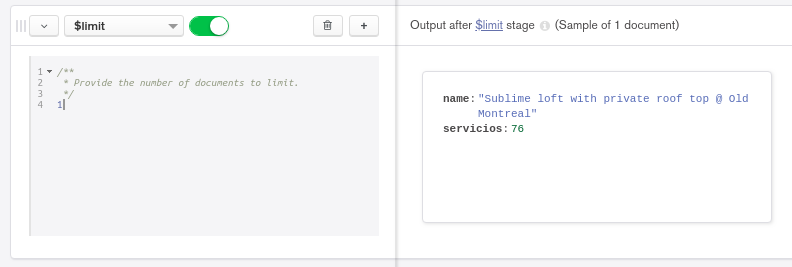 $limit
+
Output after $limit stage (Sample of 1 document)
1 /**
2 * Provide the number of documents to limit.
3 */
4 1
name: "Sublime loft with private roof top @ Old
Montreal"
servicios: 76